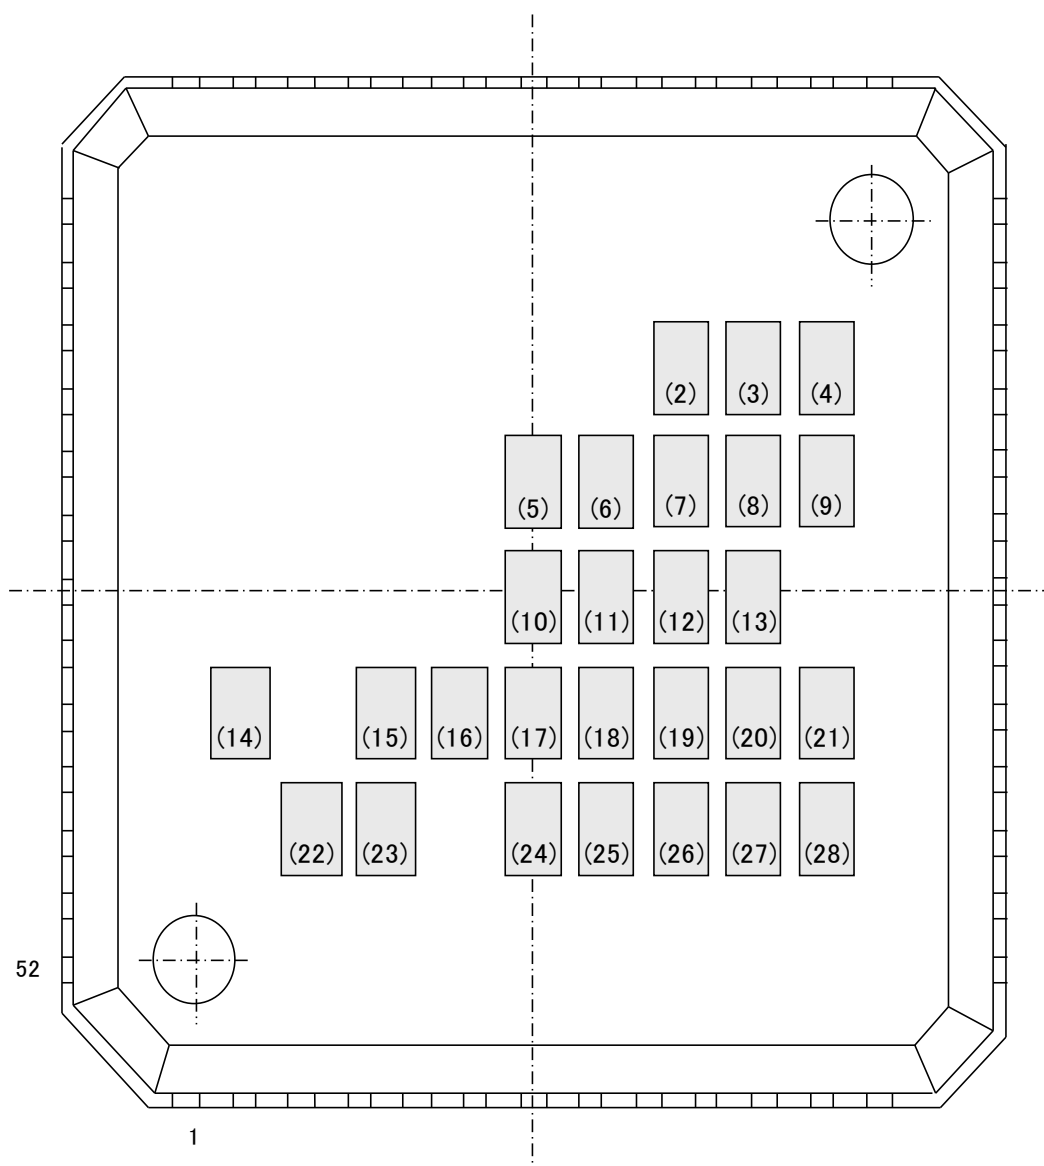 (2) (3) (4)
(5) (6) (7) (8) (9)
(10) (11) (12) (13)
(14) (15) (16) (17) (18) (19) (20) (21)
(22) (23) (24) (25) (26) (27) (28)
52
1